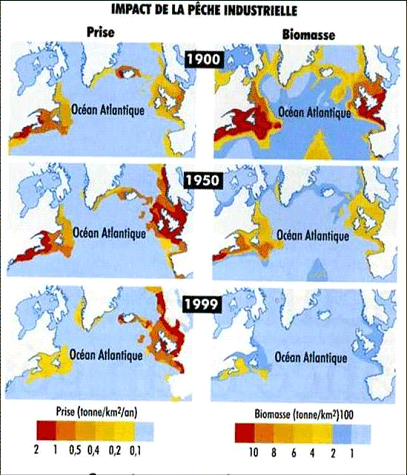 IMPACT DE LA PÊCHE INDUSTRIELLE
Prise Biomasse
1900
Océan Atlantique Océan Atlantique
1950
Océan Atlantique Océan Atlantique
1999
Océan Atlantique Océan Atlantique
Prise (tonne/km²/an) Biomasse (tonne/km²)100
2 1 0,5 0,4 0,2 0,1 10 8 6 4 2 1